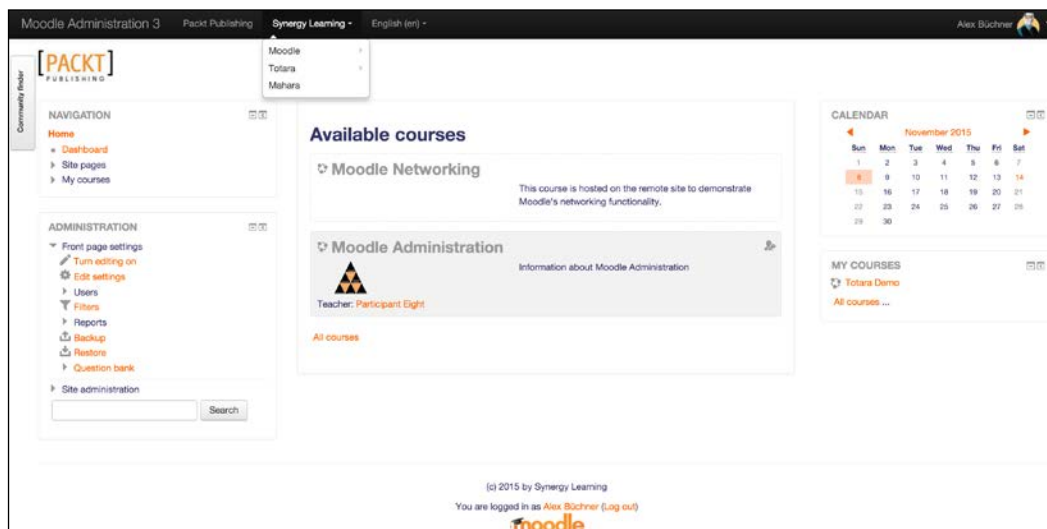 Moodle Administration 3 Packt Publishing Synergy Learning English (en) Alex Büchner
Moodle
Totara
Mahara
Community finder
[PACKT]
PUBLISHING
NAVIGATION
Home
Dashboard
Site pages
My courses
ADMINISTRATION
Front page settings
Turn editing on
Edit settings
Users
Filters
Reports
Backup
Restore
Question bank
Site administration
Search
Available courses
Moodle Networking
This course is hosted on the remote site to demonstrate
Moodle's networking functionality.
Moodle Administration
Information about Moodle Administration
Teacher: Participant Eight
All courses
CALENDAR
November 2015
Sun Mon Tue Wed Thu Fri Sat
1 2 3 4 5 6 7
8 9 10 11 12 13 14
15 16 17 18 19 20 21
22 23 24 25 26 27 28
29 30
MY COURSES
Totara Demo
All courses ...
(c) 2015 by Synergy Learning
You are logged in as Alex Büchner (Log out)
moodle